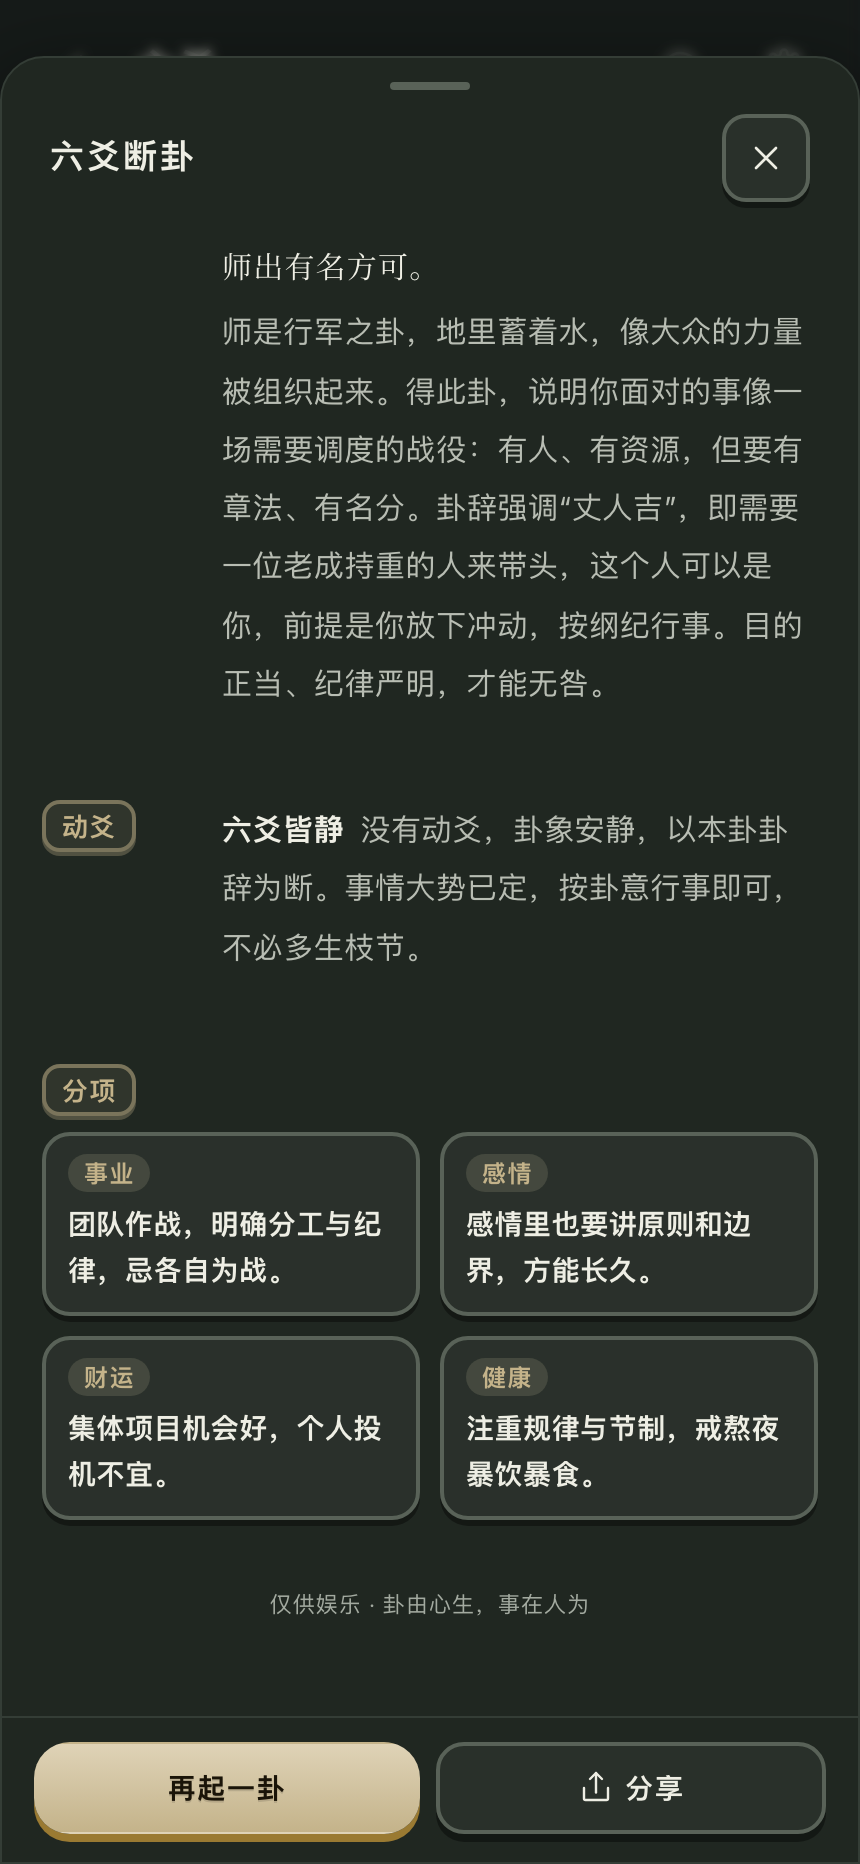 六爻断卦
师出有名方可。
师是行军之卦，地里蓄着水，像大众的力量
被组织起来。得此卦，说明你面对的事像一
场需要调度的战役：有人、有资源，但要有
章法、有名分。卦辞强调“丈人吉”，即需要
一位老成持重的人来带头，这个人可以是
你，前提是你放下冲动，按纲纪行事。目的
正当、纪律严明，才能无咎。
动爻
六爻皆静 没有动爻，卦象安静，以本卦卦
辞为断。事情大势已定，按卦意行事即可，
不必多生枝节。
分项
事业
团队作战，明确分工与纪
律，忌各自为战。
感情
感情里也要讲原则和边
界，方能长久。
财运
集体项目机会好，个人投
机不宜。
健康
注重规律与节制，戒熬夜
暴饮暴食。
仅供娱乐 · 卦由心生，事在人为
再起一卦
分享